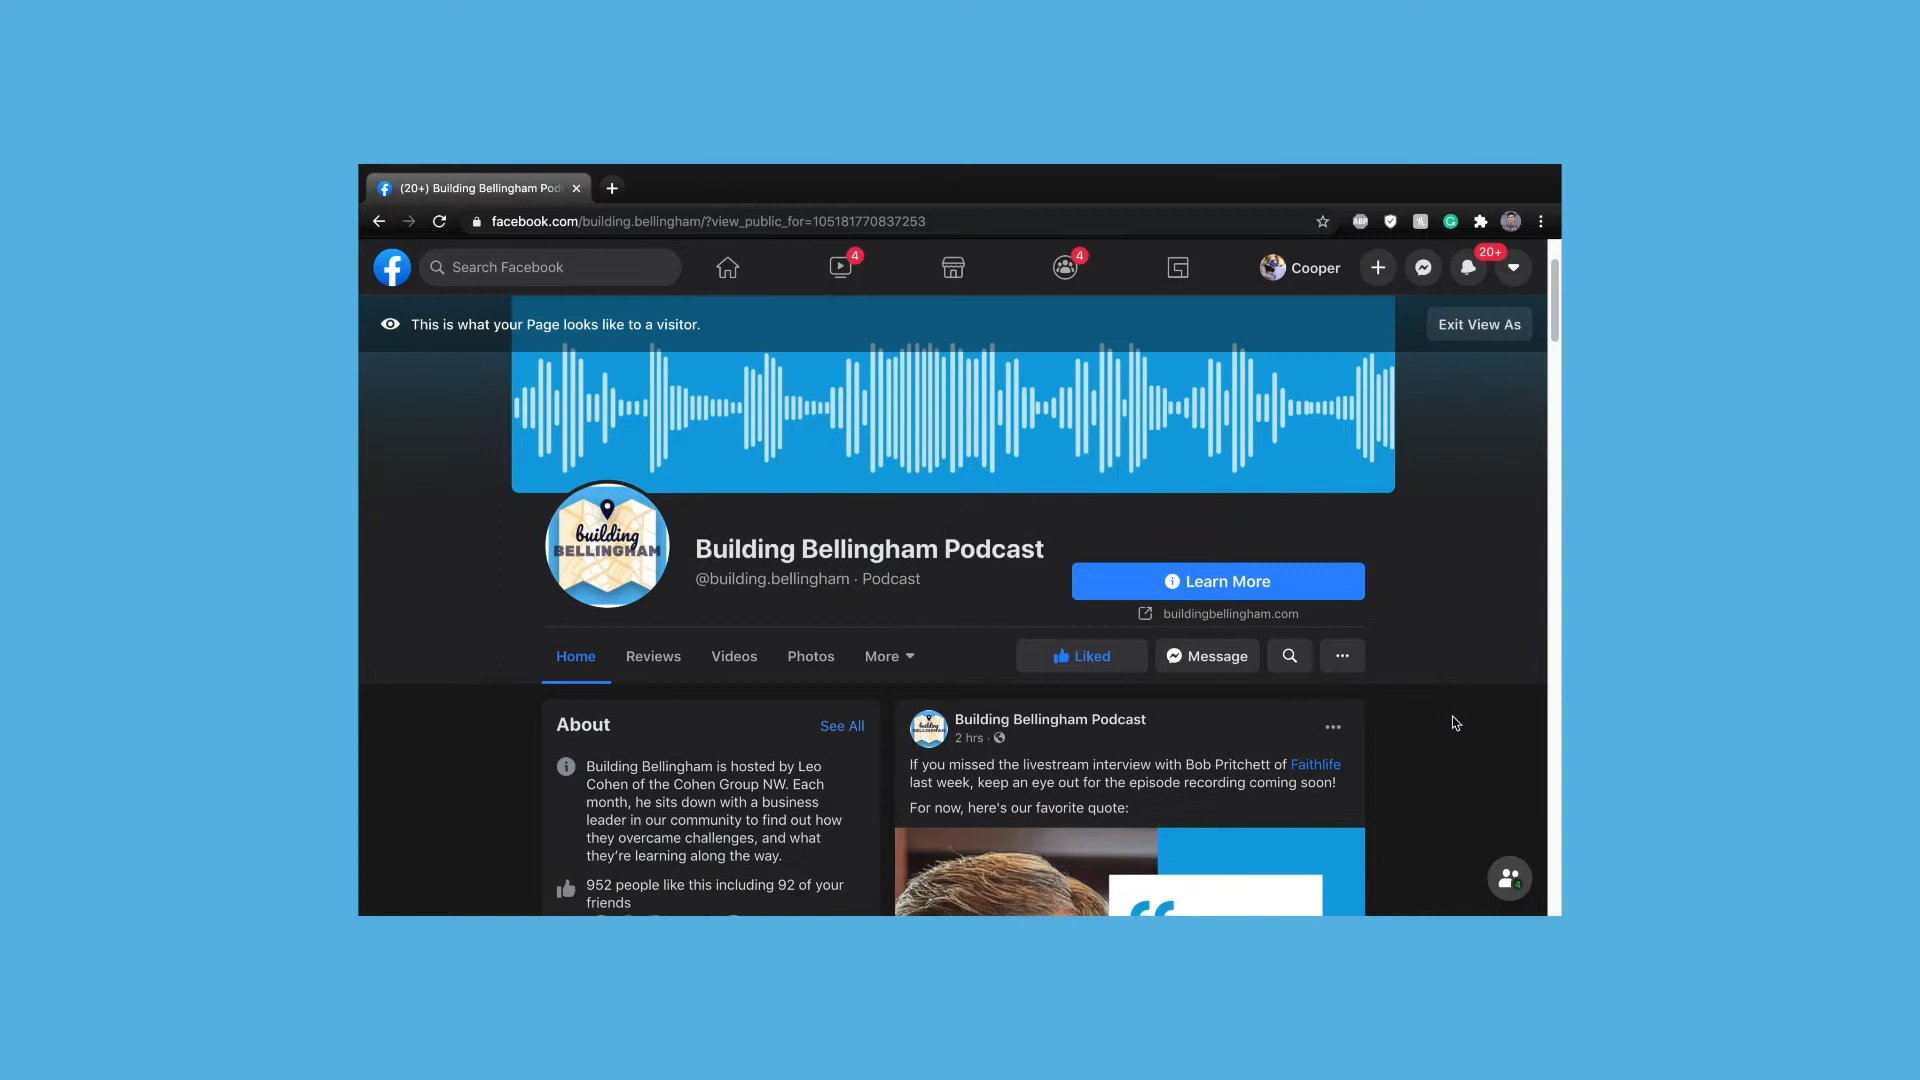 (20+) Building Bellingham Pod
facebook.com/building.bellingham/?view_public_for=105181770837253
ABP
Search Facebook
4
4
Cooper
20+
This is what your Page looks like to a visitor.
Exit View As
building
BELLINGHAM
Building Bellingham Podcast
@building.bellingham · Podcast
Learn More
buildingbellingham.com
Home
Reviews
Videos
Photos
More
Liked
Message
About
See All
Building Bellingham is hosted by Leo
Cohen of the Cohen Group NW. Each
month, he sits down with a business
leader in our community to find out how
they overcame challenges, and what
they’re learning along the way.
952 people like this including 92 of your
friends
building
BELLINGHAM
Building Bellingham Podcast
2 hrs ·
If you missed the livestream interview with Bob Pritchett of Faithlife
last week, keep an eye out for the episode recording coming soon!
For now, here's our favorite quote:
“
4